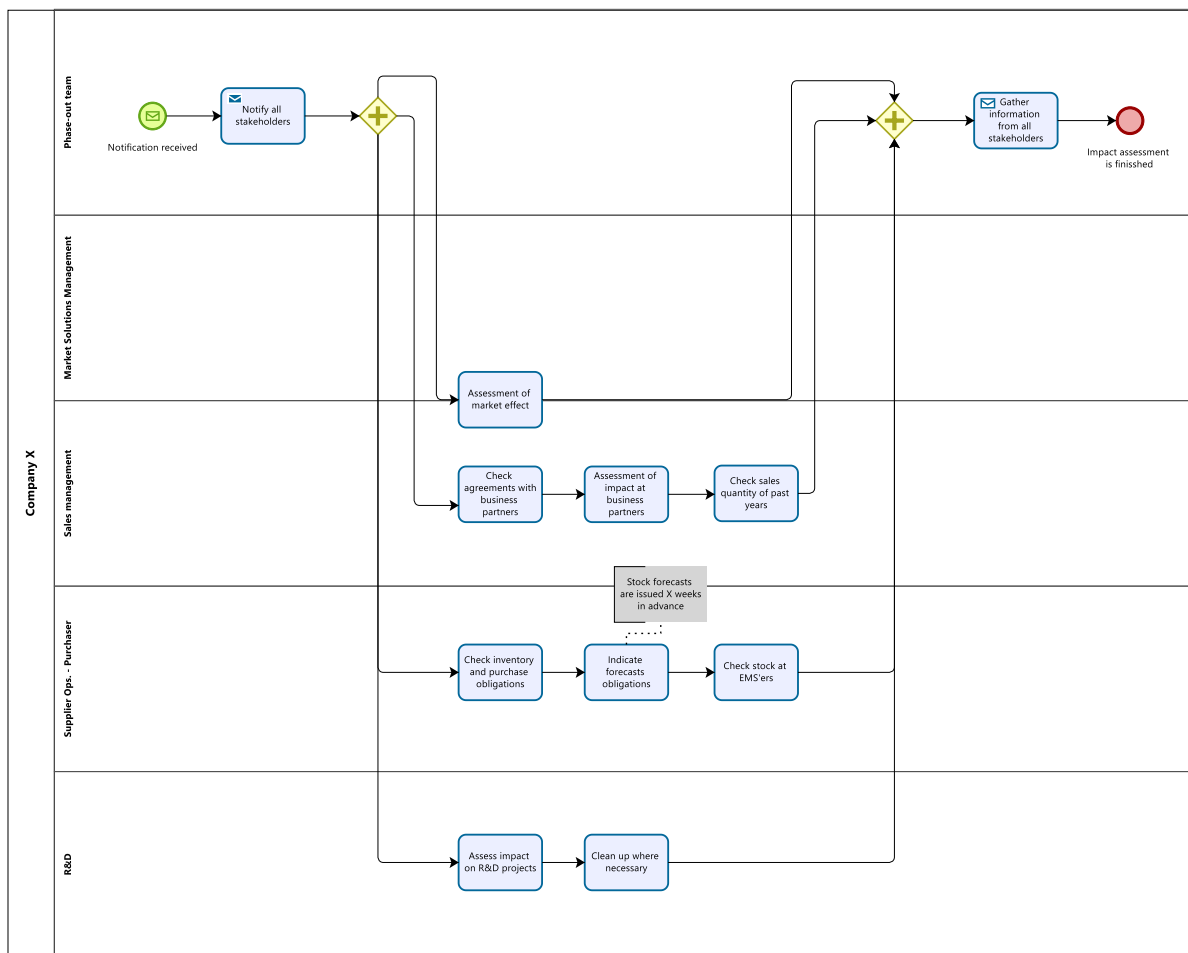 Company X
Phase-out team
Notification received
Notify all
stakeholders
Gather
information
from all
stakeholders
Impact assessment
is finisshed
Market Solutions Management
Assessment of
market effect
Sales management
Check
agreements with
business
partners
Assessment of
impact at
business
partners
Check sales
quantity of past
years
Stock forecasts
are issued X weeks
in advance
Supplier Ops. - Purchaser
Check inventory
and purchase
obligations
Indicate
forecasts
obligations
Check stock at
EMS'ers
R&D
Assess impact
on R&D projects
Clean up where
necessary